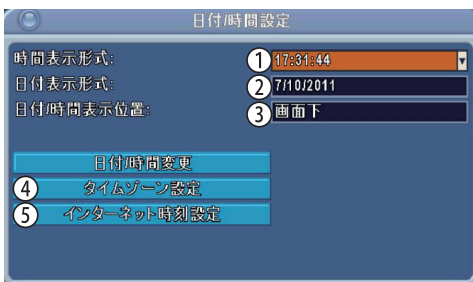 日付/時間設定
時間表示形式: ① 17:31:44
日付表示形式: ② 7/10/2011
日付/時間表示位置: ③ 画面下
日付/時間変更
④ タイムゾーン設定
⑤ インターネット時刻設定